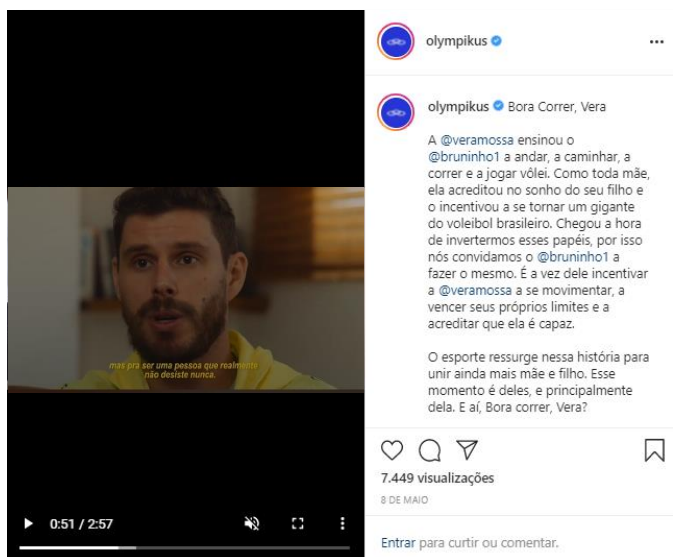 olympikus
olympikus Bora Correr, Vera
A @veramossa ensinou o
@bruninho1 a andar, a caminhar, a
correr e a jogar vôlei. Como toda mãe,
ela acreditou no sonho do seu filho e
o incentivou a se tornar um gigante
do voleibol brasileiro. Chegou a hora
de invertermos esses papéis, por isso
nós convidamos o @bruninho1 a
fazer o mesmo. É a vez dele incentivar
a @veramossa a se movimentar, a
vencer seus próprios limites e a
acreditar que ela é capaz.
O esporte ressurge nessa história para
unir ainda mais mãe e filho. Esse
momento é deles, e principalmente
dela. E aí, Bora correr, Vera?
mas pra ser uma pessoa que realmente
não desiste nunca.
0:51 / 2:57
7.449 visualizações
8 DE MAIO
Entrar para curtir ou comentar.